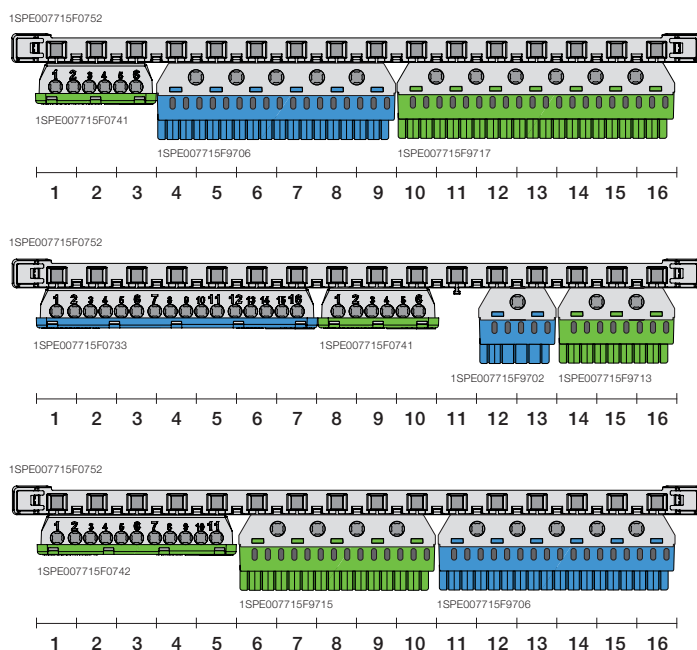 1SPE007715F0752
1 2 3 4 5 6
1SPE007715F0741
1SPE007715F9706 1SPE007715F9717
1 2 3 4 5 6 7 8 9 10 11 12 13 14 15 16
1SPE007715F0752
1 2 3 4 5 6 7 8 9 10 11 12 13 14 15 16 1 2 3 4 5 6
1SPE007715F0733 1SPE007715F0741
1SPE007715F9702 1SPE007715F9713
1 2 3 4 5 6 7 8 9 10 11 12 13 14 15 16
1SPE007715F0752
1 2 3 4 5 6 7 8 9 10 11
1SPE007715F0742
1SPE007715F9715 1SPE007715F9706
1 2 3 4 5 6 7 8 9 10 11 12 13 14 15 16